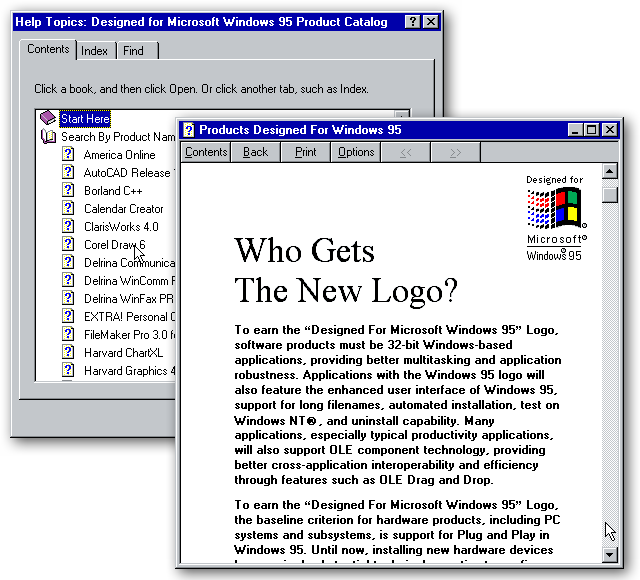 Help Topics: Designed for Microsoft Windows 95 Product Catalog
Contents Index Find
Click a book, and then click Open. Or click another tab, such as Index.
Start Here
Search By Product Nam
America Online
AutoCAD Release
Borland C++
Calendar Creator
ClarisWorks 4.0
Corel Draw 6
Delrina Communica
Delrina WinComm
Delrina WinFax PR
EXTRA! Personal
FileMaker Pro 3.0 fo
Harvard ChartXL
Harvard Graphics 4
Products Designed For Windows 95
Contents Back Print Options << >>
Designed for
Microsoft®
Windows®95
Who Gets
The New Logo?
To earn the “Designed For Microsoft Windows 95” Logo,
software products must be 32-bit Windows-based
applications, providing better multitasking and application
robustness. Applications with the Windows 95 logo will
also feature the enhanced user interface of Windows 95,
support for long filenames, automated installation, test on
Windows NT®, and uninstall capability. Many
applications, especially typical productivity applications,
will also support OLE component technology, providing
better cross-application interoperability and efficiency
through features such as OLE Drag and Drop.
To earn the “Designed For Microsoft Windows 95” Logo,
the baseline criterion for hardware products, including PC
systems and subsystems, is support for Plug and Play in
Windows 95. Until now, installing new hardware devices